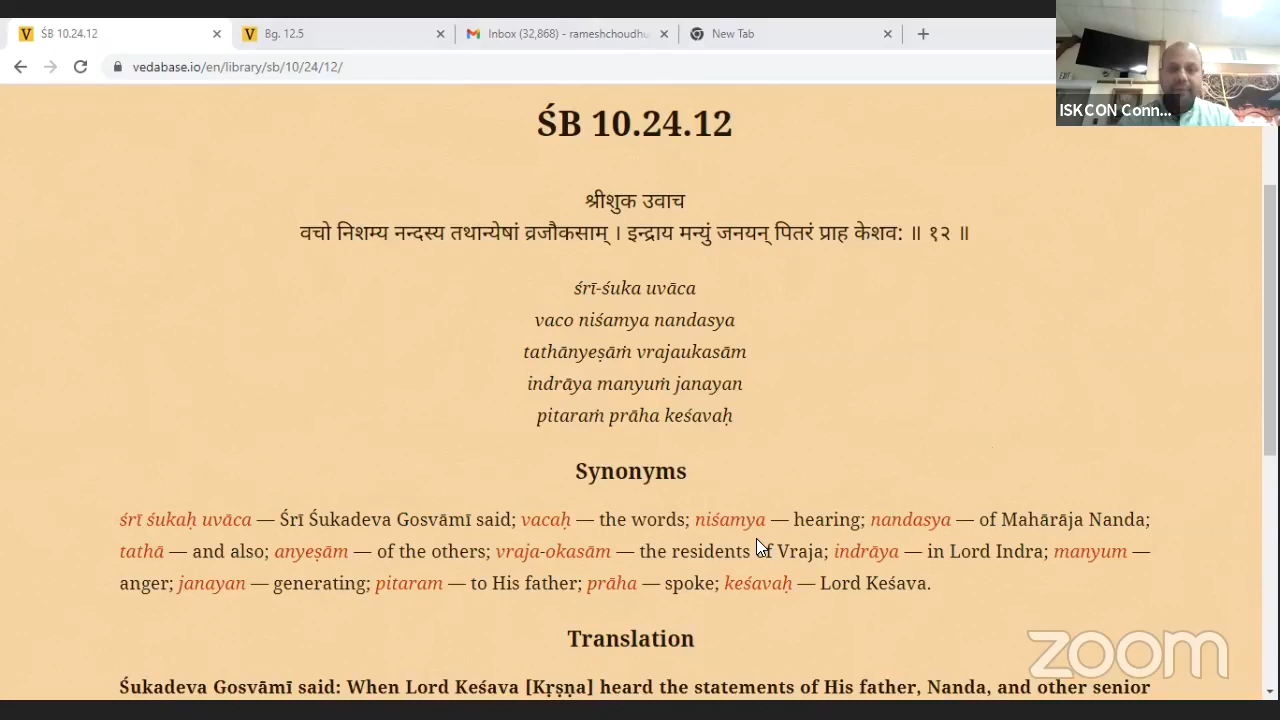 ŚB 10.24.12
Bg. 12.5
Inbox (32,868) - rameshchoudhu
New Tab
vedabase.io/en/library/sb/10/24/12/
ISKCON Conn...
EXIT
ŚB 10.24.12
श्रीशुक उवाच
वचो निशम्य नन्दस्य तथान्येषां व्रजौकसाम् । इन्द्राय मन्युं जनयन् पितरं प्राह केशव: ॥ १२ ॥
śrī-śuka uvāca
vaco niśamya nandasya
tathānyeṣāṁ vrajaukasām
indrāya manyuṁ janayan
pitaraṁ prāha keśavaḥ
Synonyms
śrī śukaḥ uvāca — Śrī Śukadeva Gosvāmī said; vacaḥ — the words; niśamya — hearing; nandasya — of Mahārāja Nanda;
tathā — and also; anyeṣām — of the others; vraja-okasām — the residents of Vraja; indrāya — in Lord Indra; manyum —
anger; janayan — generating; pitaram — to His father; prāha — spoke; keśavaḥ — Lord Keśava.
Translation
Śukadeva Gosvāmī said: When Lord Keśava [Kṛṣṇa] heard the statements of His father, Nanda, and other senior
zoom